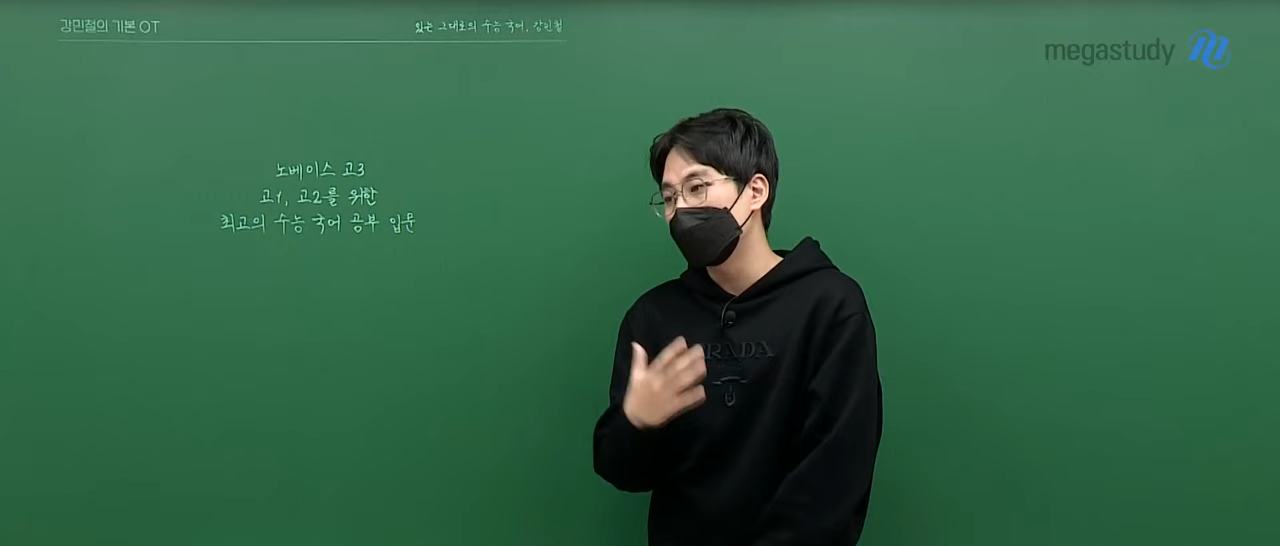 강민철의 기본 OT
있는 그대로의 수능 국어, 강민철
megastudy
노베이스 고3
고1, 고2를 위한
최고의 수능 국어 공부 입문
PRADA